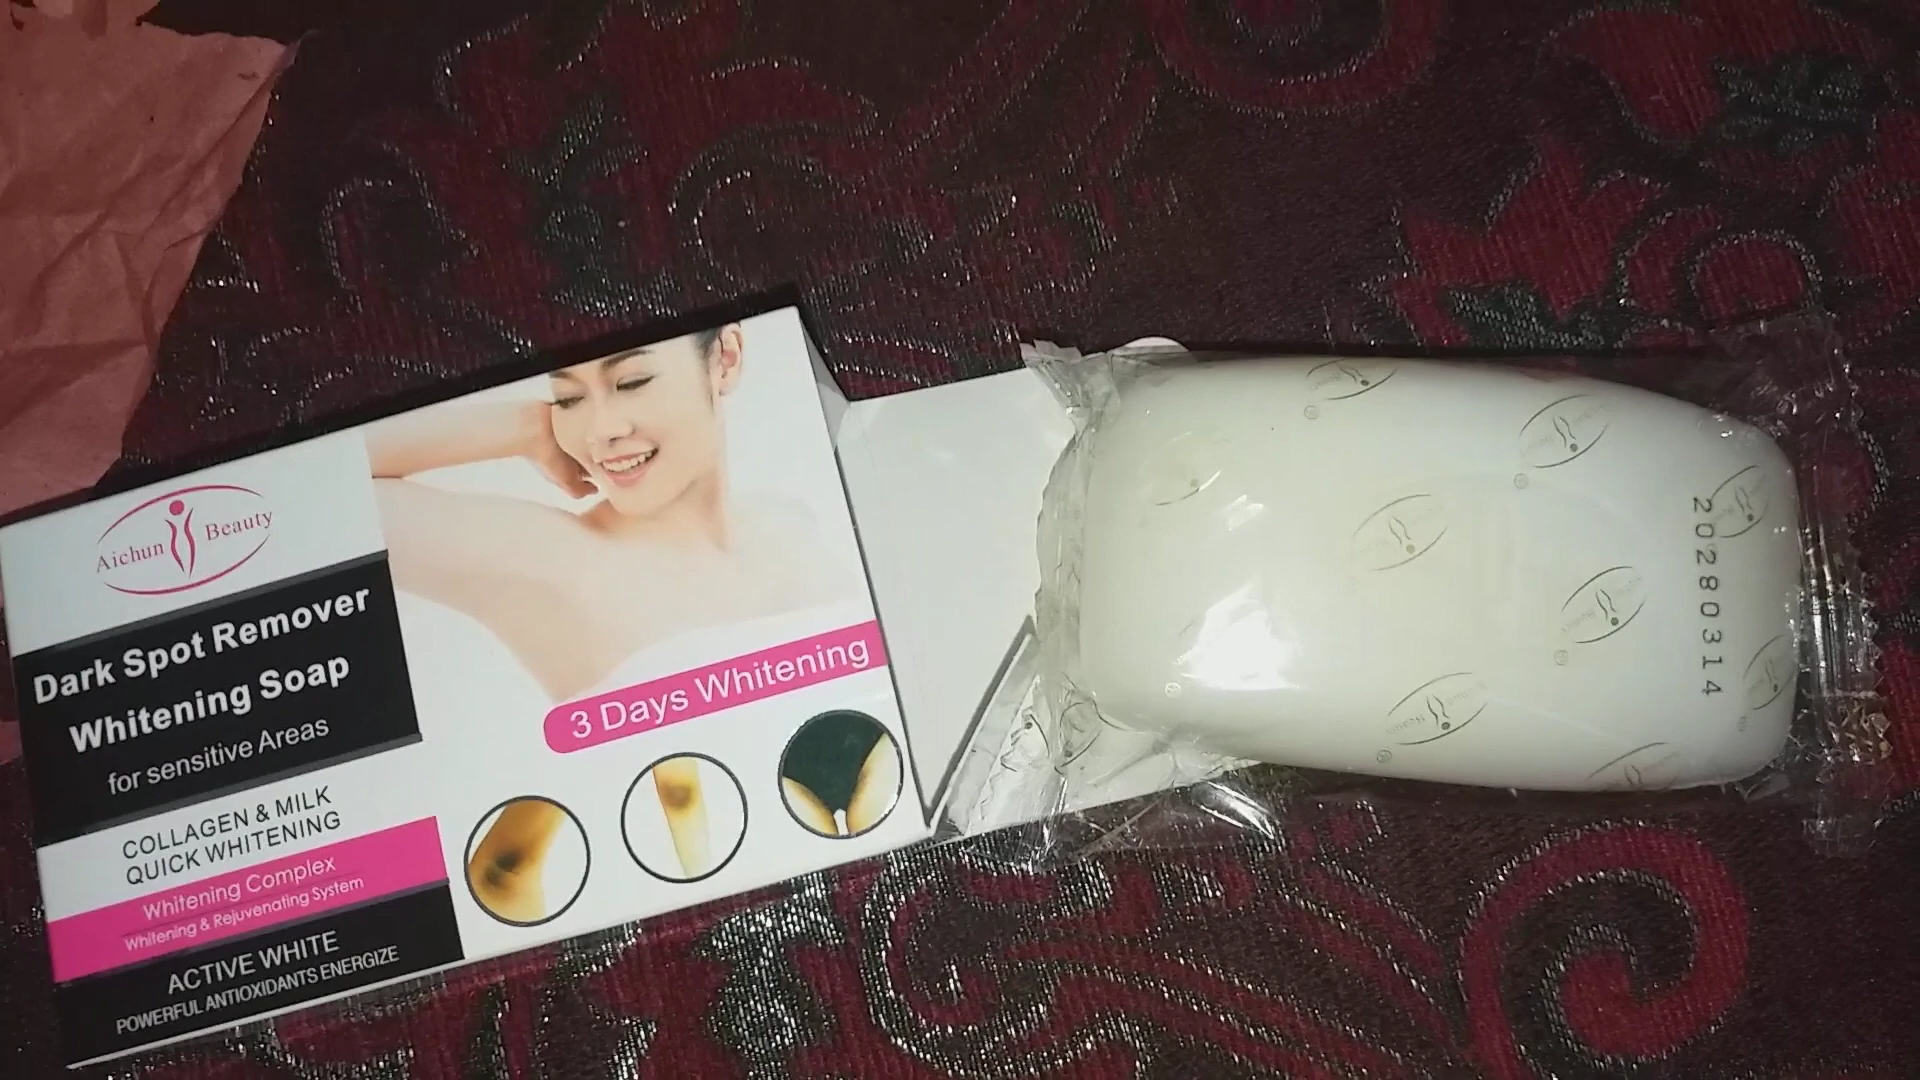 Aichun Beauty
Dark Spot Remover
Whitening Soap
for sensitive Areas
3 Days Whitening
COLLAGEN & MILK
QUICK WHITENING
Whitening Complex
Whitening & Rejuvenating System
ACTIVE WHITE
POWERFUL ANTIOXIDANTS ENERGIZE
20280314